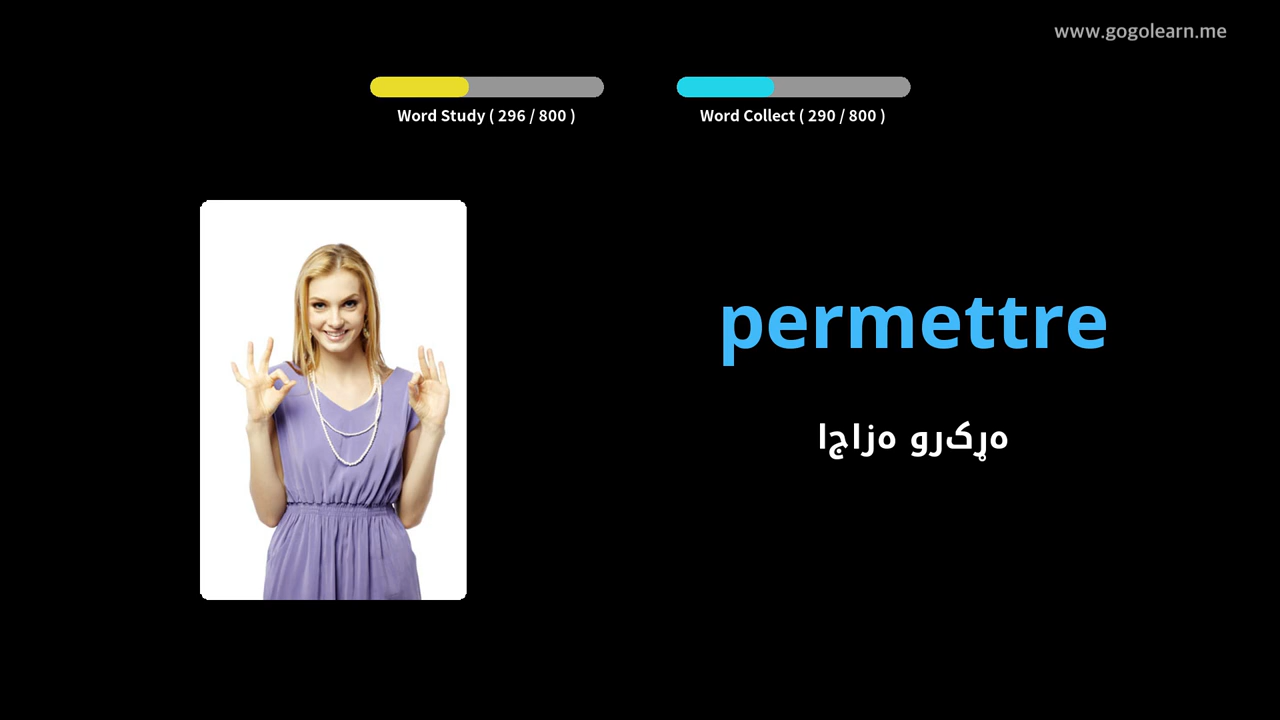 www.gogolearn.me
Word Study ( 296 / 800 )
Word Collect ( 290 / 800 )
permettre
اجازه ورکړه